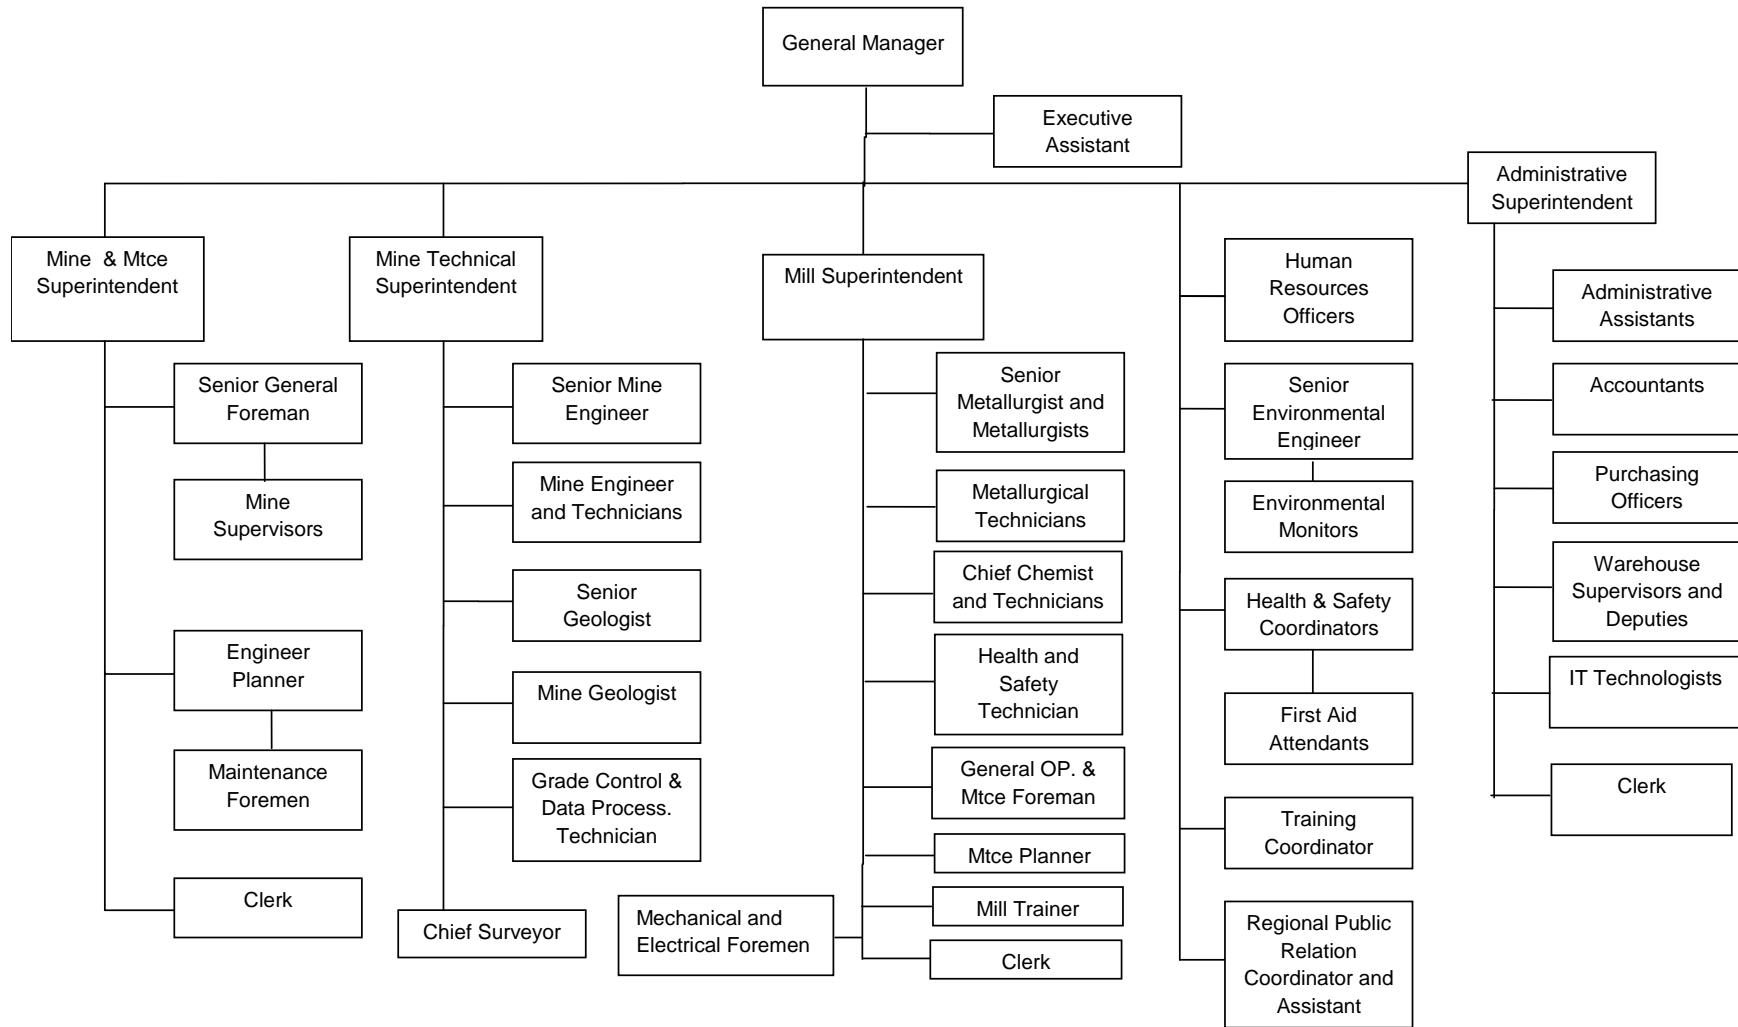 General Manager
Executive
Assistant
Administrative
Superintendent
Mine & Mtce
Superintendent
Mine Technical
Superintendent
Mill Superintendent
Human
Resources
Officers
Administrative
Assistants
Senior General
Foreman
Senior Mine
Engineer
Senior
Metallurgist and
Metallurgists
Senior
Environmental
Engineer
Accountants
Mine
Supervisors
Mine Engineer
and Technicians
Metallurgical
Technicians
Environmental
Monitors
Purchasing
Officers
Senior
Geologist
Chief Chemist
and Technicians
Health & Safety
Coordinators
Warehouse
Supervisors and
Deputies
Engineer
Planner
Mine Geologist
Health and
Safety
Technician
First Aid
Attendants
IT Technologists
Maintenance
Foremen
Grade Control &
Data Process.
Technician
General OP. &
Mtce Foreman
Training
Coordinator
Clerk
Mtce Planner
Clerk
Chief Surveyor
Mechanical and
Electrical Foremen
Mill Trainer
Clerk
Regional Public
Relation
Coordinator and
Assistant